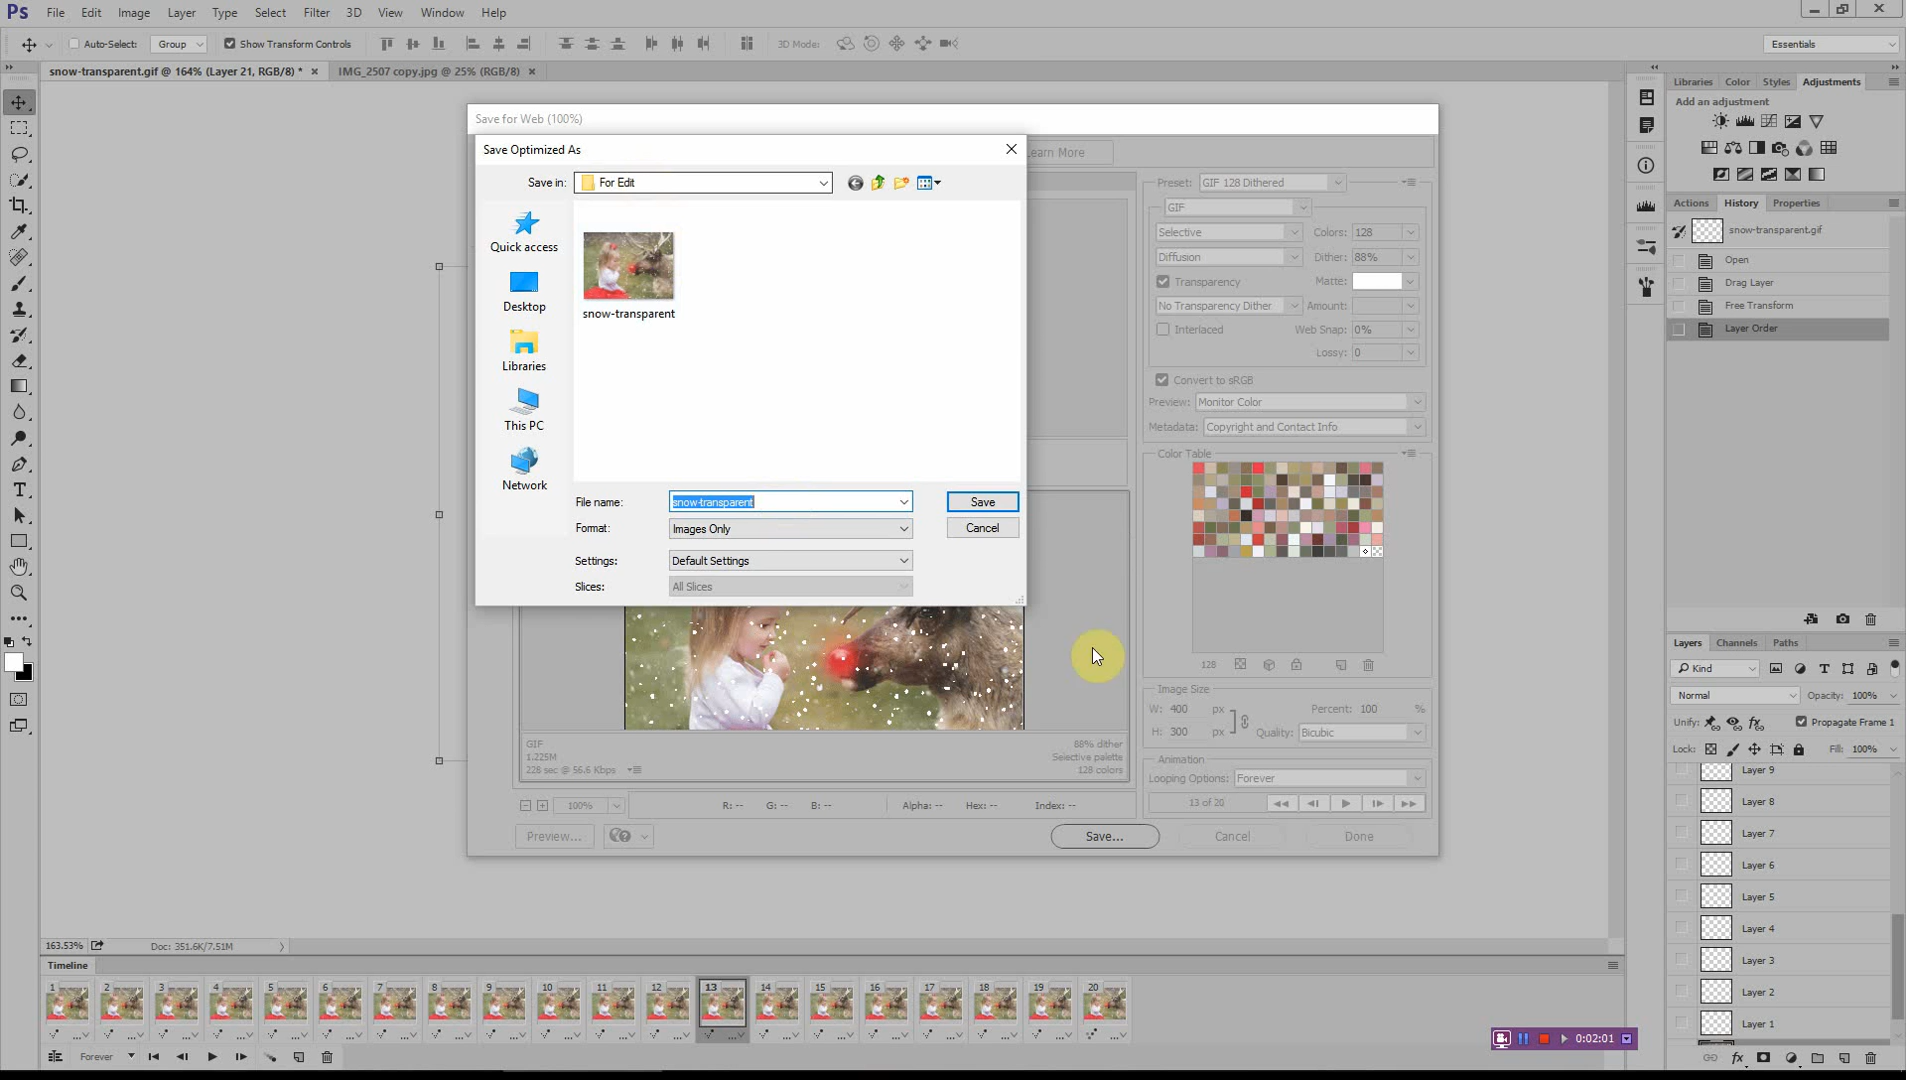 Ps File Edit Image Layer Type Select Filter 3D View Window Help
Auto-Select: Group Show Transform Controls 3D Mode: Essentials
snow-transparent.gif @ 164% (Layer 21, RGB/8) * IMG_2507 copy.jpg @ 25% (RGB/8)
Save for Web (100%)
Save Optimized As
Learn More
Save in: For Edit
Quick access
Desktop
Libraries
This PC
Network
snow-transparent
File name: snow-transparent Save
Format: Images Only Cancel
Settings: Default Settings
Slices: All Slices
Preset: GIF 128 Dithered
GIF
Selective Colors: 128
Diffusion Dither: 88%
Transparency Matte:
No Transparency Dither Amount:
Interlaced Web Snap: 0%
Lossy: 0
Convert to sRGB
Preview: Monitor Color
Metadata: Copyright and Contact Info
Color Table
128
Image Size
W: 400 px Percent: 100 %
H: 300 px Quality: Bicubic
Animation
Looping Options: Forever
13 of 20
GIF 88% dither
1.225M Selective palette
228 sec @ 56.6 Kbps 128 colors
100% R: -- G: -- B: -- Alpha: -- Hex: -- Index: --
Preview... Save... Cancel Done
Libraries Color Styles Adjustments
Add an adjustment
Actions History Properties
snow-transparent.gif
Open
Drag Layer
Free Transform
Layer Order
Layers Channels Paths
Kind
Normal Opacity: 100%
Unify: Propagate Frame 1
Lock: Fill: 100%
Layer 9
Layer 8
Layer 7
Layer 6
Layer 5
Layer 4
Layer 3
Layer 2
Layer 1
163.53% Doc: 351.6K/7.51M
Timeline
1 2 3 4 5 6 7 8 9 10 11 12 13 14 15 16 17 18 19 20
Forever
0:02:01